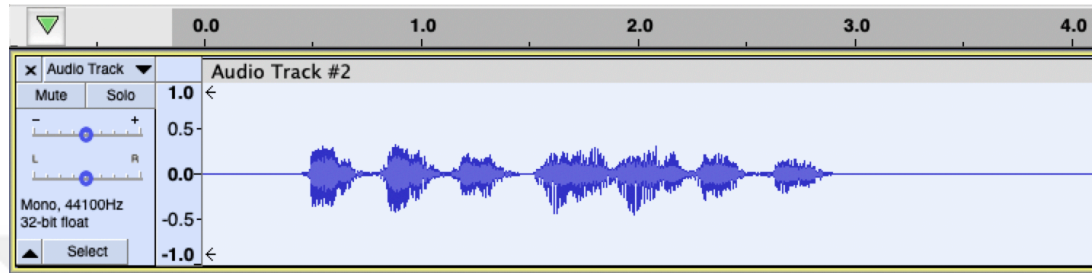 0.0 1.0 2.0 3.0 4.0
× Audio Track ▼ Audio Track #2
Mute Solo 1.0
- + 0.5-
L R 0.0-
Mono, 44100Hz -0.5-
32-bit float
▲ Select -1.0